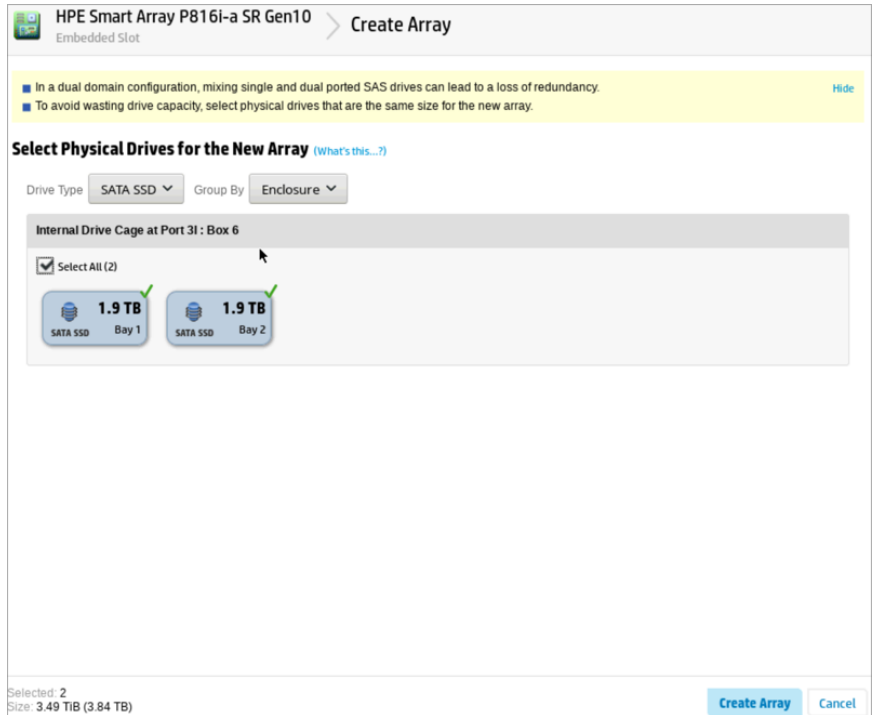 HPE Smart Array P816i-a SR Gen10
Embedded Slot
Create Array
In a dual domain configuration, mixing single and dual ported SAS drives can lead to a loss of redundancy.
Hide
To avoid wasting drive capacity, select physical drives that are the same size for the new array.
Select Physical Drives for the New Array (What's this...?)
Drive Type SATA SSD Group By Enclosure
Internal Drive Cage at Port 3I : Box 6
Select All (2)
1.9 TB
SATA SSD Bay 1
1.9 TB
SATA SSD Bay 2
Selected: 2
Size: 3.49 TiB (3.84 TB)
Create Array Cancel